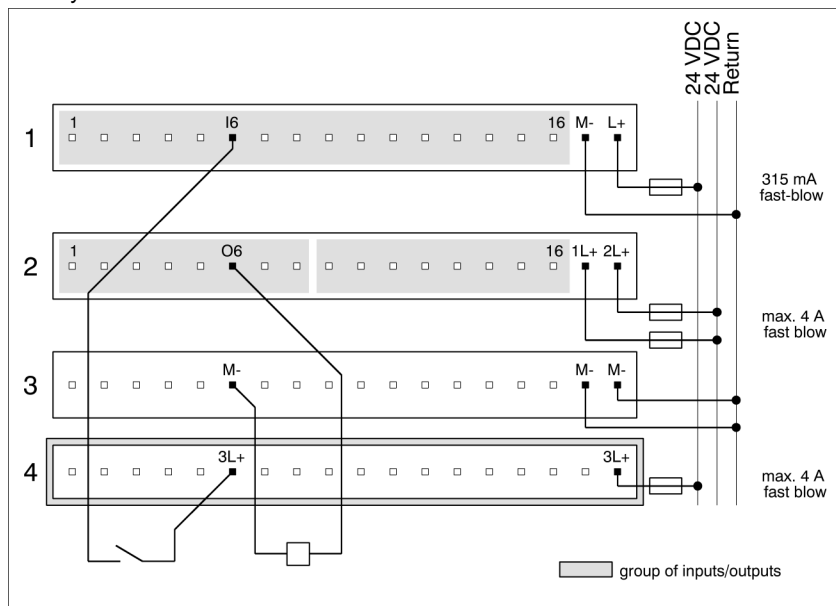 24 VDC
24 VDC
Return
1
1 I6 16 M- L+
315 mA
fast-blow
2
1 O6 16 1L+ 2L+
max. 4 A
fast blow
3
M- M- M-
4
3L+ 3L+
max. 4 A
fast blow
group of inputs/outputs